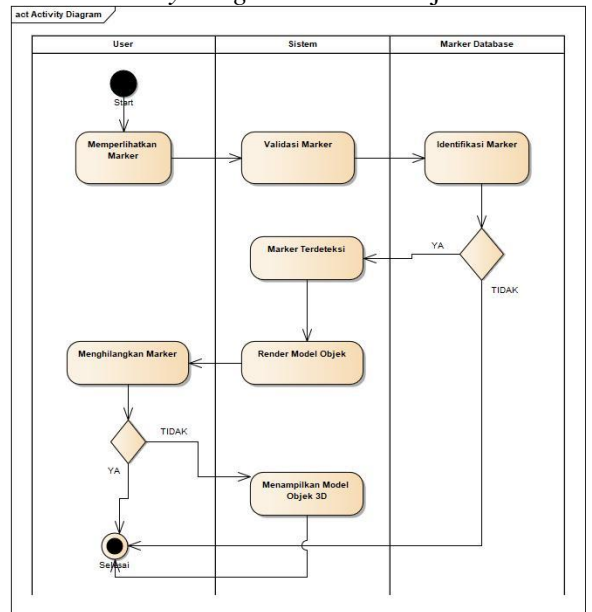 act Activity Diagram
User
Sistem
Marker Database
Start
Memperlihatkan
Marker
Validasi Marker
Identifikasi Marker
Marker Terdeteksi
YA
TIDAK
Menghilangkan Marker
Render Model Objek
TIDAK
YA
Menampilkan Model
Objek 3D
Selesai